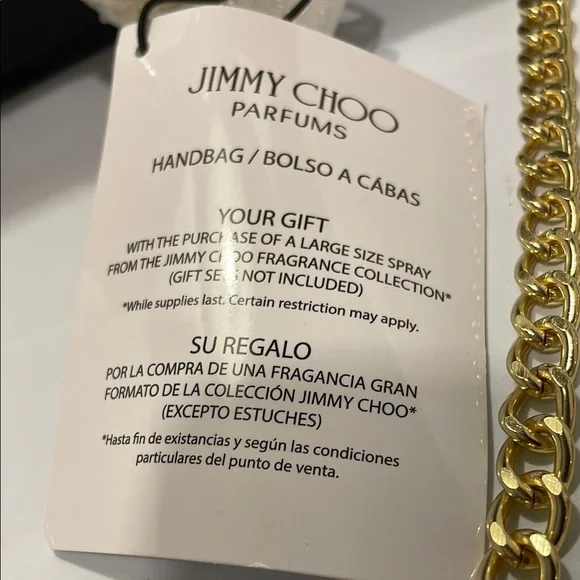 JIMMY CHOO
PARFUMS
HANDBAG / BOLSO A CÁBAS
YOUR GIFT
WITH THE PURCHASE OF A LARGE SIZE SPRAY
FROM THE JIMMY CHOO FRAGRANCE COLLECTION*
(GIFT SETS NOT INCLUDED)
*While supplies last. Certain restriction may apply.
SU REGALO
POR LA COMPRA DE UNA FRAGANCIA GRAN
FORMATO DE LA COLECCIÓN JIMMY CHOO*
(EXCEPTO ESTUCHES)
*Hasta fin de existancias y según las condiciones
particulares del punto de venta.